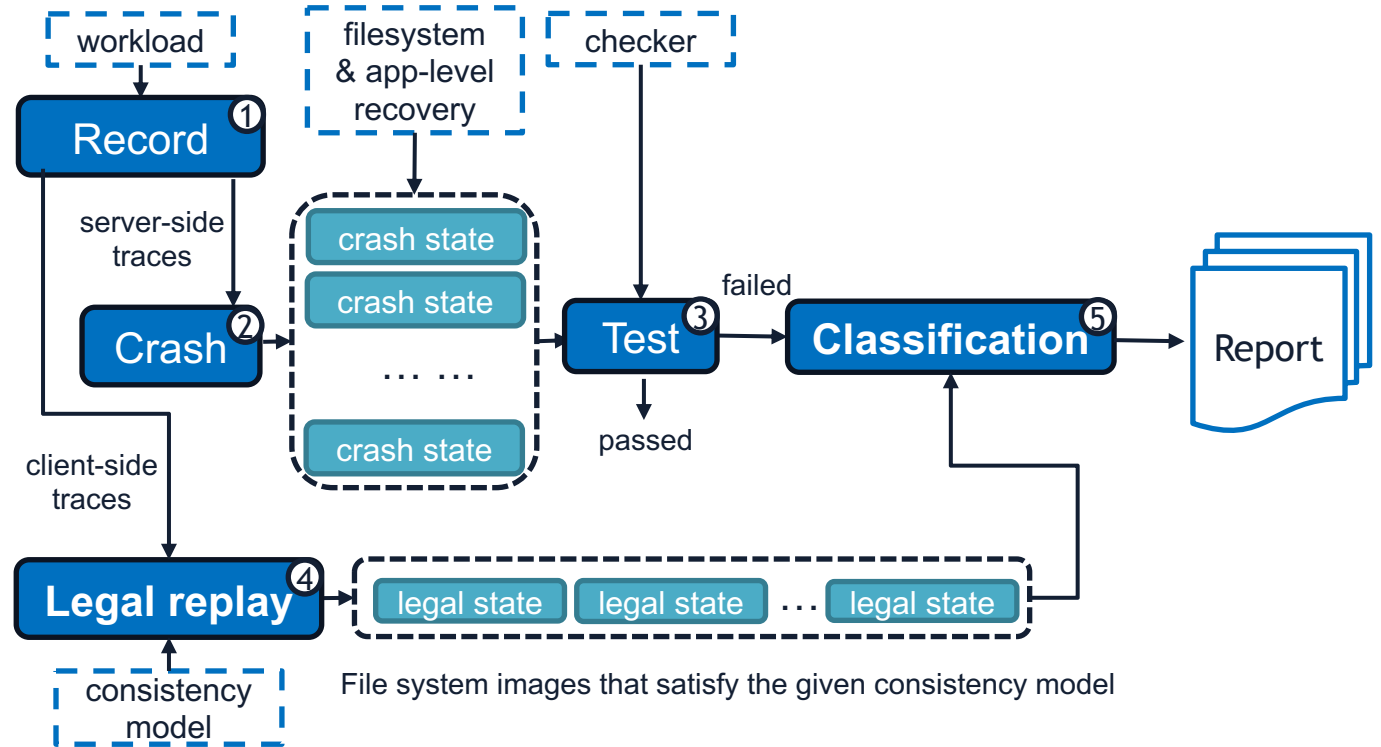 workload
filesystem
& app-level
recovery
checker
Record
1
server-side
traces
crash state
crash state
... ...
crash state
Crash
2
Test
3
failed
passed
Classification
5
Report
client-side
traces
Legal replay
4
legal state
legal state
...
legal state
consistency
model
File system images that satisfy the given consistency model